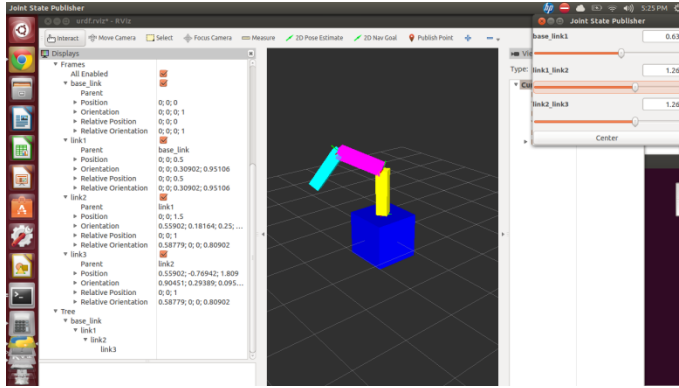 Joint State Publisher
5:25 PM
urdf.rviz* - RViz
Joint State Publisher
Interact Move Camera Select Focus Camera Measure 2D Pose Estimate 2D Nav Goal Publish Point
Displays
Frames
All Enabled
base_link
Parent
Position 0; 0; 0
Orientation 0; 0; 0; 1
Relative Position 0; 0; 0
Relative Orientation 0; 0; 0; 1
link1
Parent base_link
Position 0; 0; 0.5
Orientation 0; 0; 0.30902; 0.95106
Relative Position 0; 0; 0.5
Relative Orientation 0; 0; 0.30902; 0.95106
link2
Parent link1
Position 0; 0; 1.5
Orientation 0.55902; 0.18164; 0.25; ...
Relative Position 0; 0; 1
Relative Orientation 0.58779; 0; 0; 0.80902
link3
Parent link2
Position 0.55902; -0.76942; 1.809
Orientation 0.90451; 0.29389; 0.095...
Relative Position 0; 0; 1
Relative Orientation 0.58779; 0; 0; 0.80902
Tree
base_link
link1
link2
link3
Type:
base_link1 0.63
link1_link2 1.26
link2_link3 1.26
Center